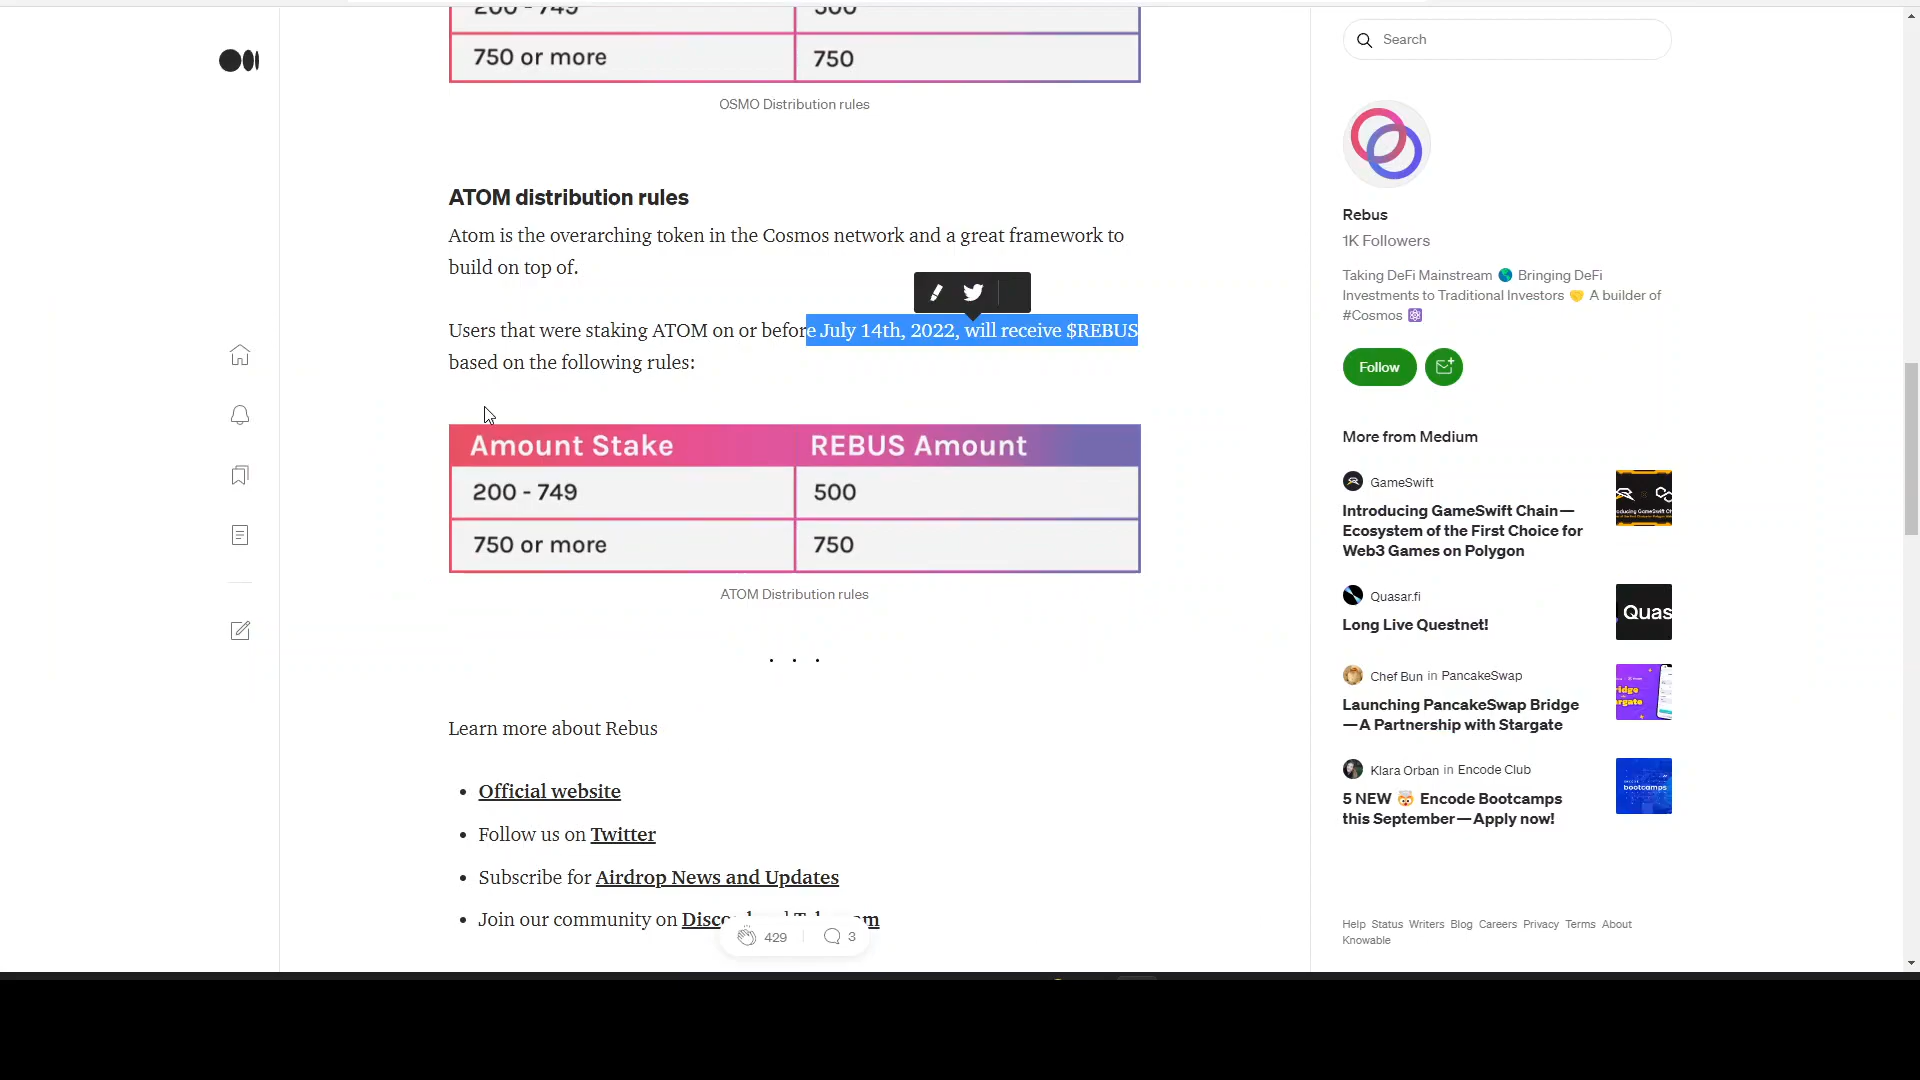 200 - 749 500
750 or more 750
OSMO Distribution rules
ATOM distribution rules
Atom is the overarching token in the Cosmos network and a great framework to
build on top of.
Users that were staking ATOM on or before July 14th, 2022, will receive $REBUS
based on the following rules:
Amount Stake REBUS Amount
200 - 749 500
750 or more 750
ATOM Distribution rules
. . .
Learn more about Rebus
• Official website
• Follow us on Twitter
• Subscribe for Airdrop News and Updates
• Join our community on
429 3
Search
Rebus
1K Followers
Taking DeFi Mainstream 🌎 Bringing DeFi
Investments to Traditional Investors 🤝 A builder of
#Cosmos ⚛
Follow
More from Medium
GameSwift
Introducing GameSwift Chain—
Ecosystem of the First Choice for
Web3 Games on Polygon
Quasar.fi
Long Live Questnet!
Quas
Chef Bun in PancakeSwap
Launching PancakeSwap Bridge
—A Partnership with Stargate
Klara Orban in Encode Club
5 NEW 🤯 Encode Bootcamps
this September—Apply now!
bootcamps
Help Status Writers Blog Careers Privacy Terms About
Knowable